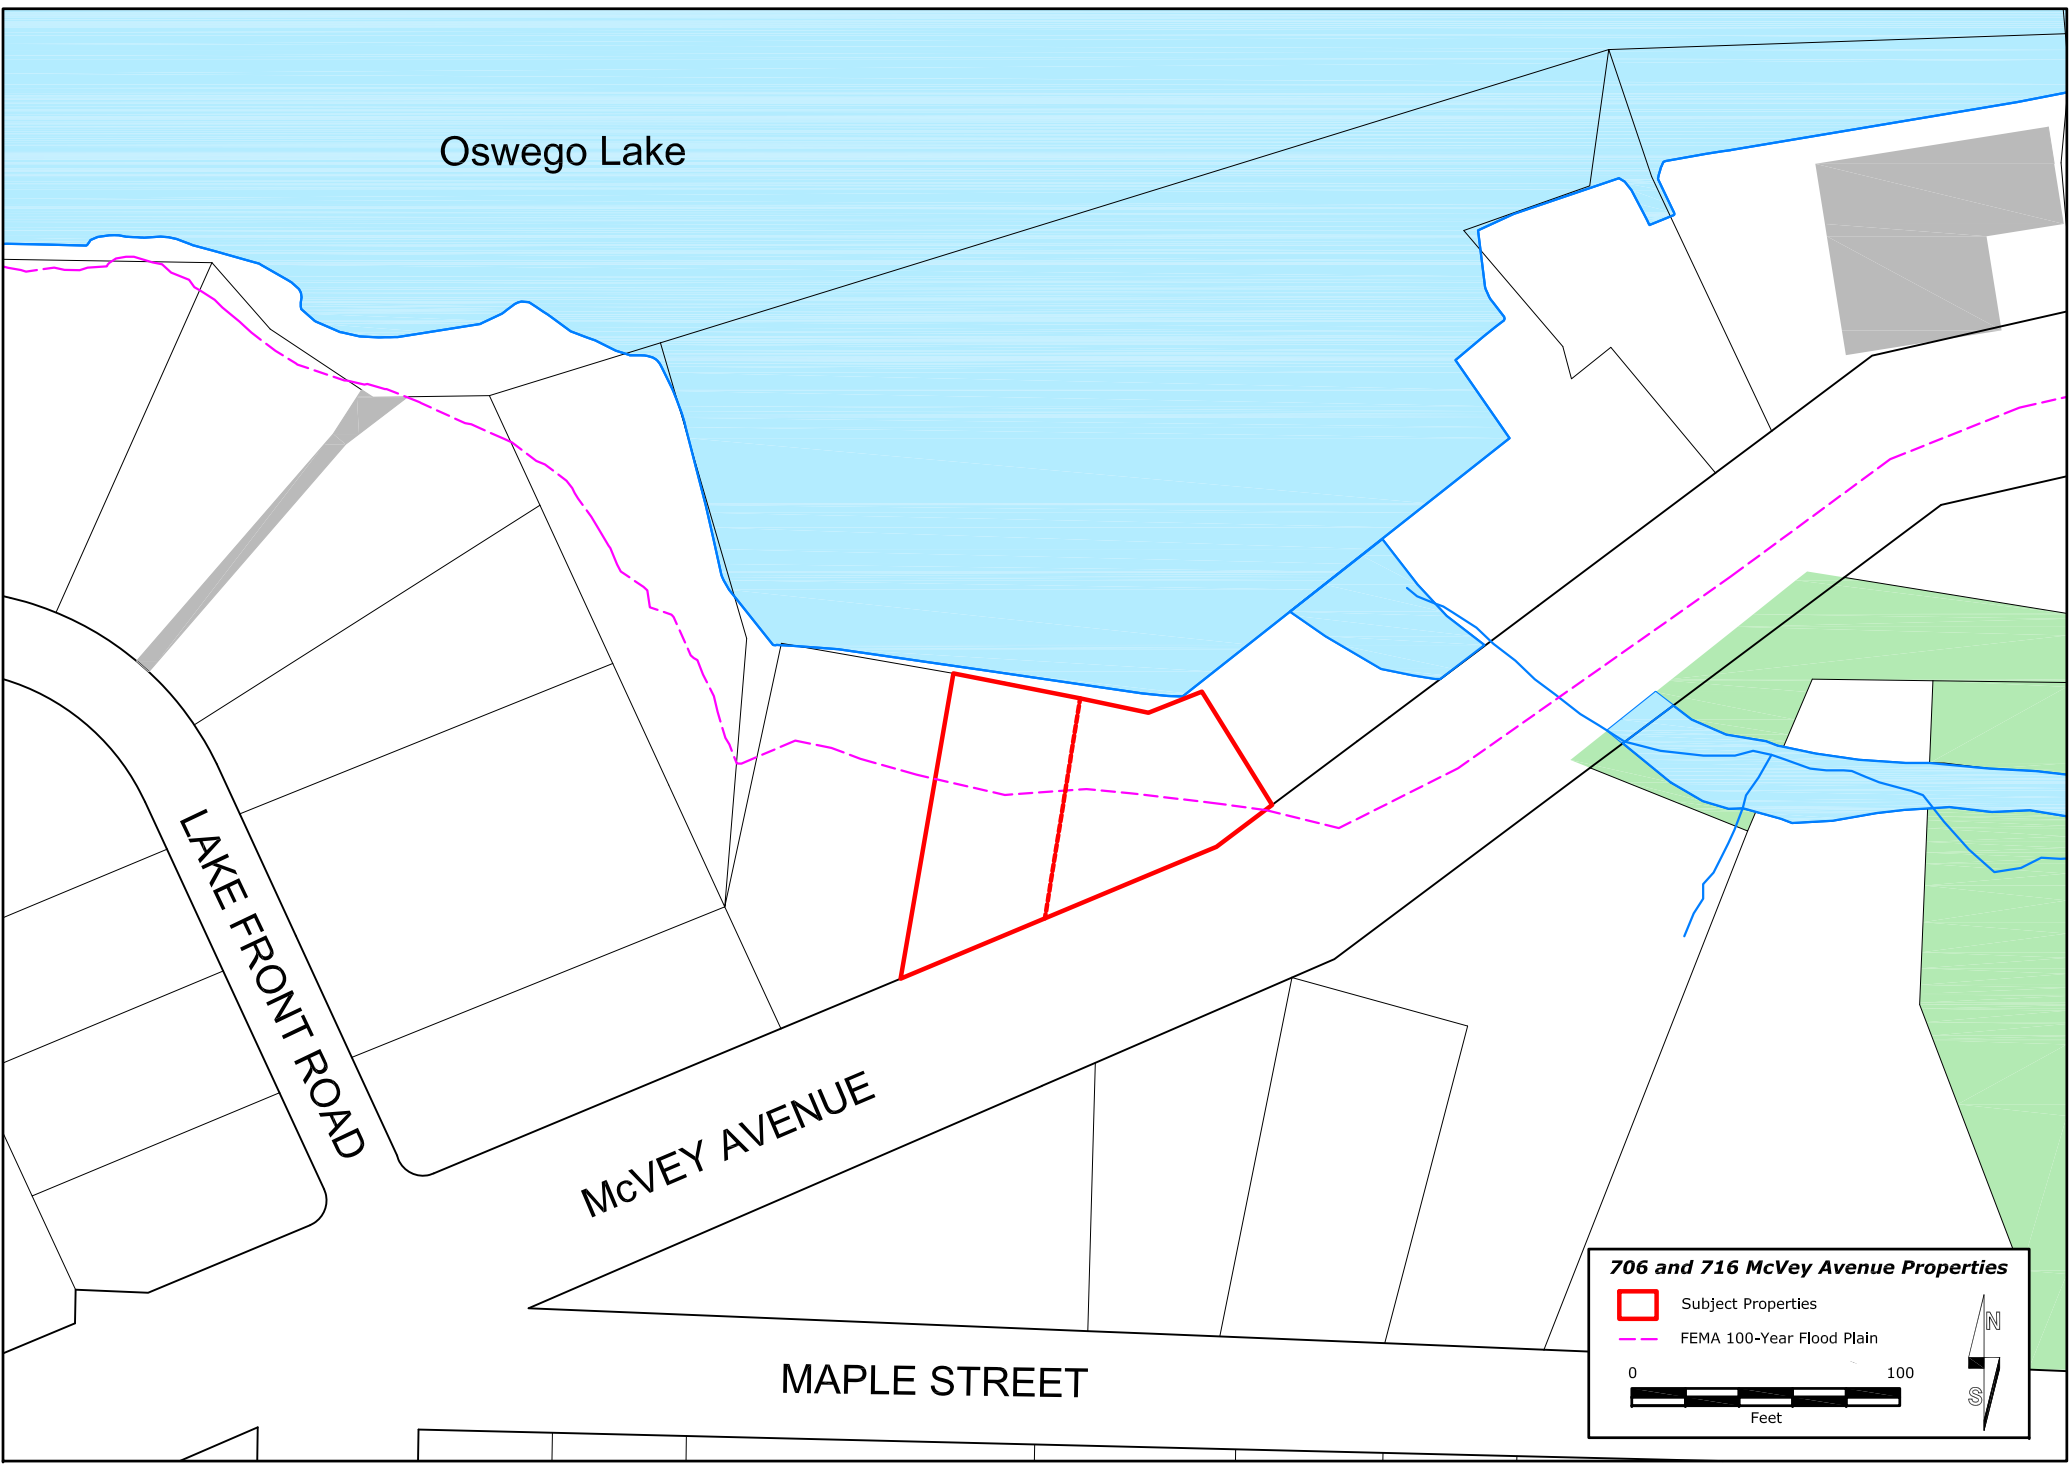 Oswego Lake
LAKE FRONT ROAD
McVEY AVENUE
MAPLE STREET
706 and 716 McVey Avenue Properties
Subject Properties
FEMA 100-Year Flood Plain
0 100
Feet
N
S